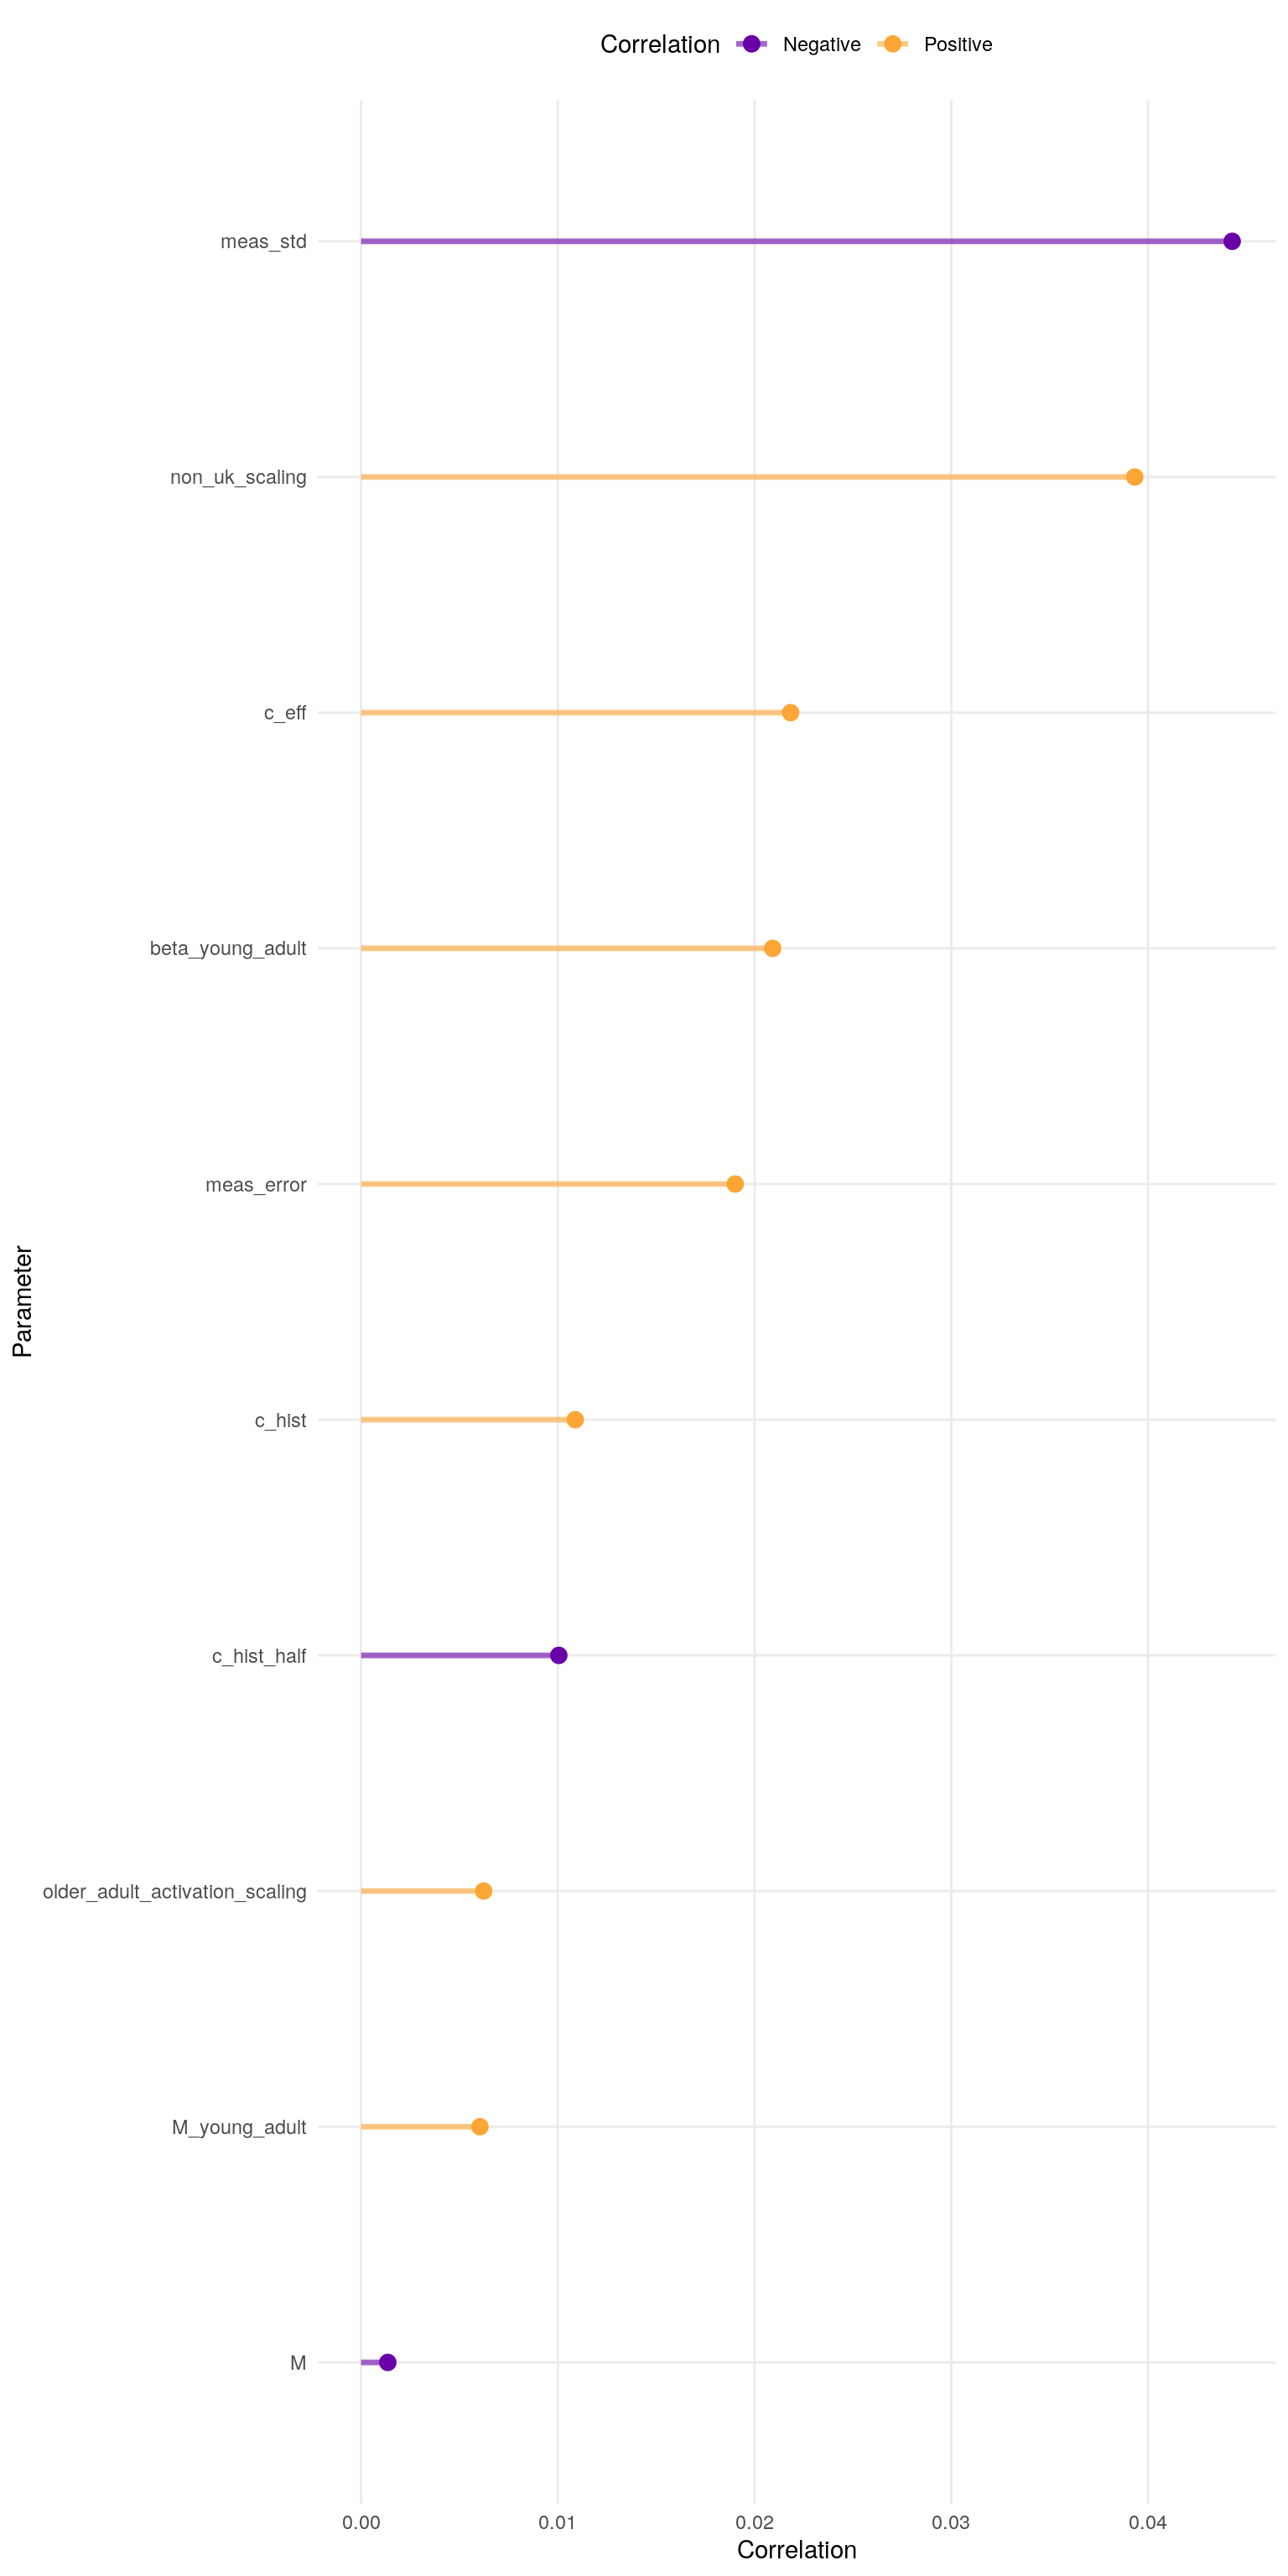 Correlation Negative Positive
meas_std
non_uk_scaling
c_eff
beta_young_adult
meas_error
Parameter
c_hist
c_hist_half
older_adult_activation_scaling
M_young_adult
M
0.00 0.01 0.02 0.03 0.04
Correlation